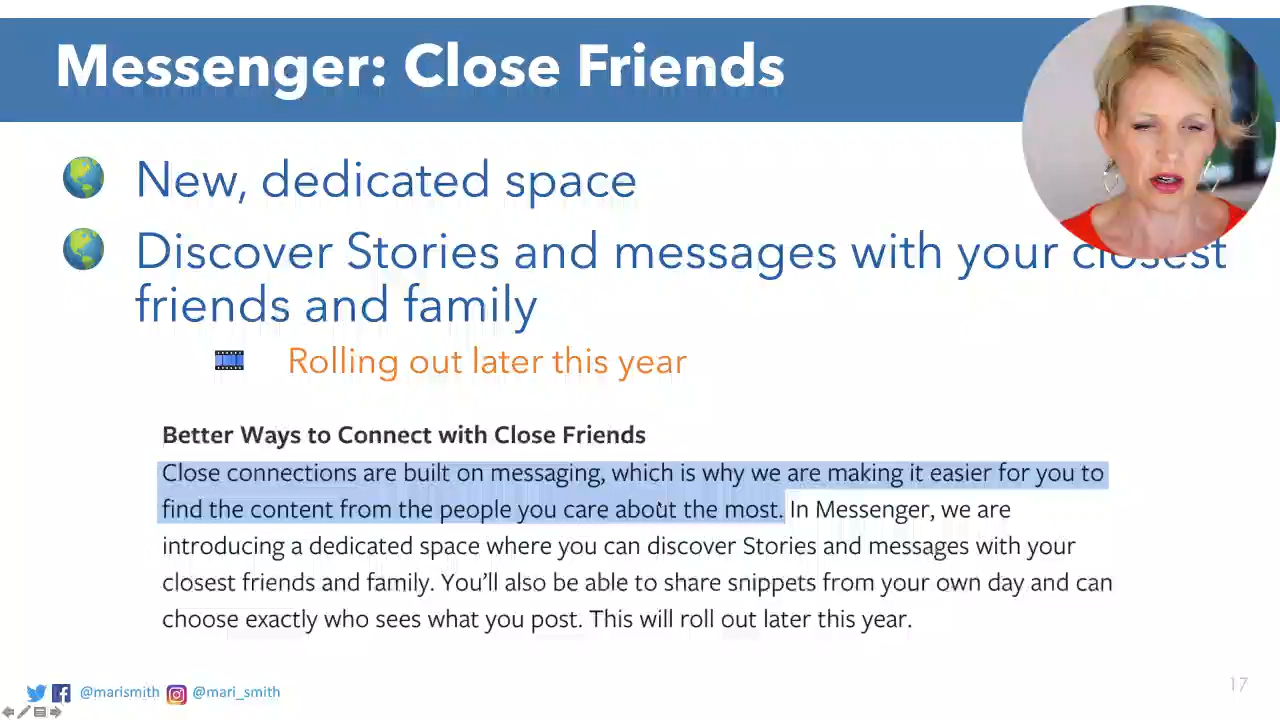 Messenger: Close Friends
New, dedicated space
Discover Stories and messages with your closest
friends and family
Rolling out later this year
Better Ways to Connect with Close Friends
Close connections are built on messaging, which is why we are making it easier for you to
find the content from the people you care about the most. In Messenger, we are
introducing a dedicated space where you can discover Stories and messages with your
closest friends and family. You'll also be able to share snippets from your own day and can
choose exactly who sees what you post. This will roll out later this year.
@marismith @mari_smith
17